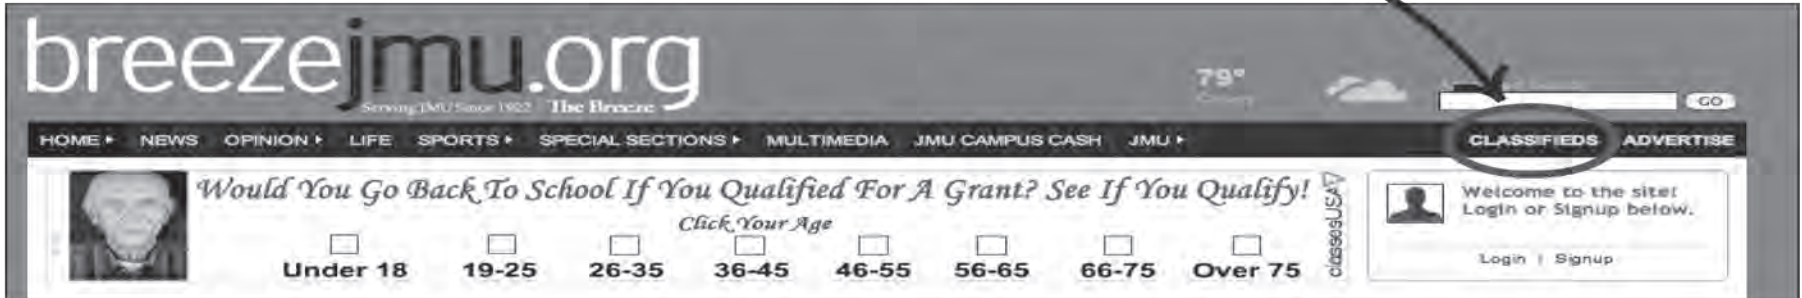 breezejmu.org
Serving JMU Since 1922 The Breeze
79°
GO
HOME NEWS OPINION LIFE SPORTS SPECIAL SECTIONS MULTIMEDIA JMU CAMPUS CASH JMU CLASSIFIEDS ADVERTISE
Would You Go Back To School If You Qualified For A Grant? See If You Qualify!
Click Your Age
Under 18 19-25 26-35 36-45 46-55 56-65 66-75 Over 75
classesUSA
Welcome to the site!
Login or Signup below.
Login | Signup